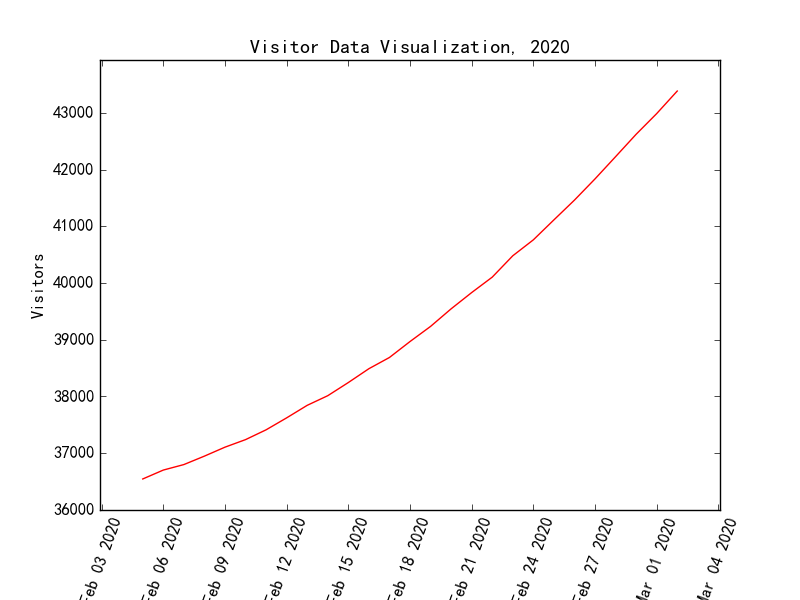 Visitor Data Visualization, 2020
43000
42000
41000
40000
39000
38000
37000
36000
Visitors
Feb 03 2020
Feb 06 2020
Feb 09 2020
Feb 12 2020
Feb 15 2020
Feb 18 2020
Feb 21 2020
Feb 24 2020
Feb 27 2020
Mar 01 2020
Mar 04 2020